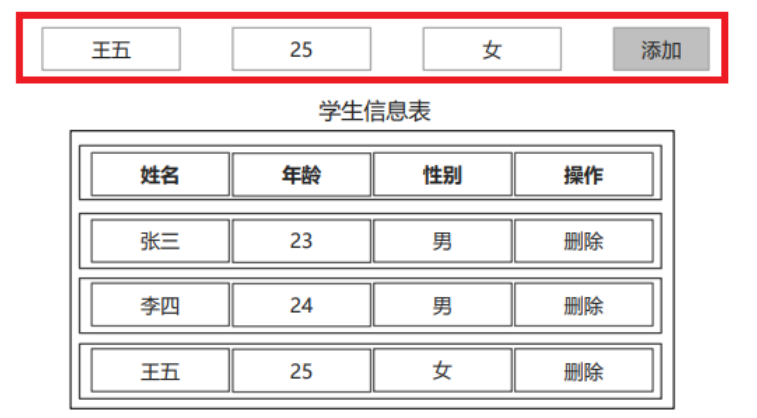 王五 25 女 添加
学生信息表
姓名 年龄 性别 操作
张三 23 男 删除
李四 24 男 删除
王五 25 女 删除